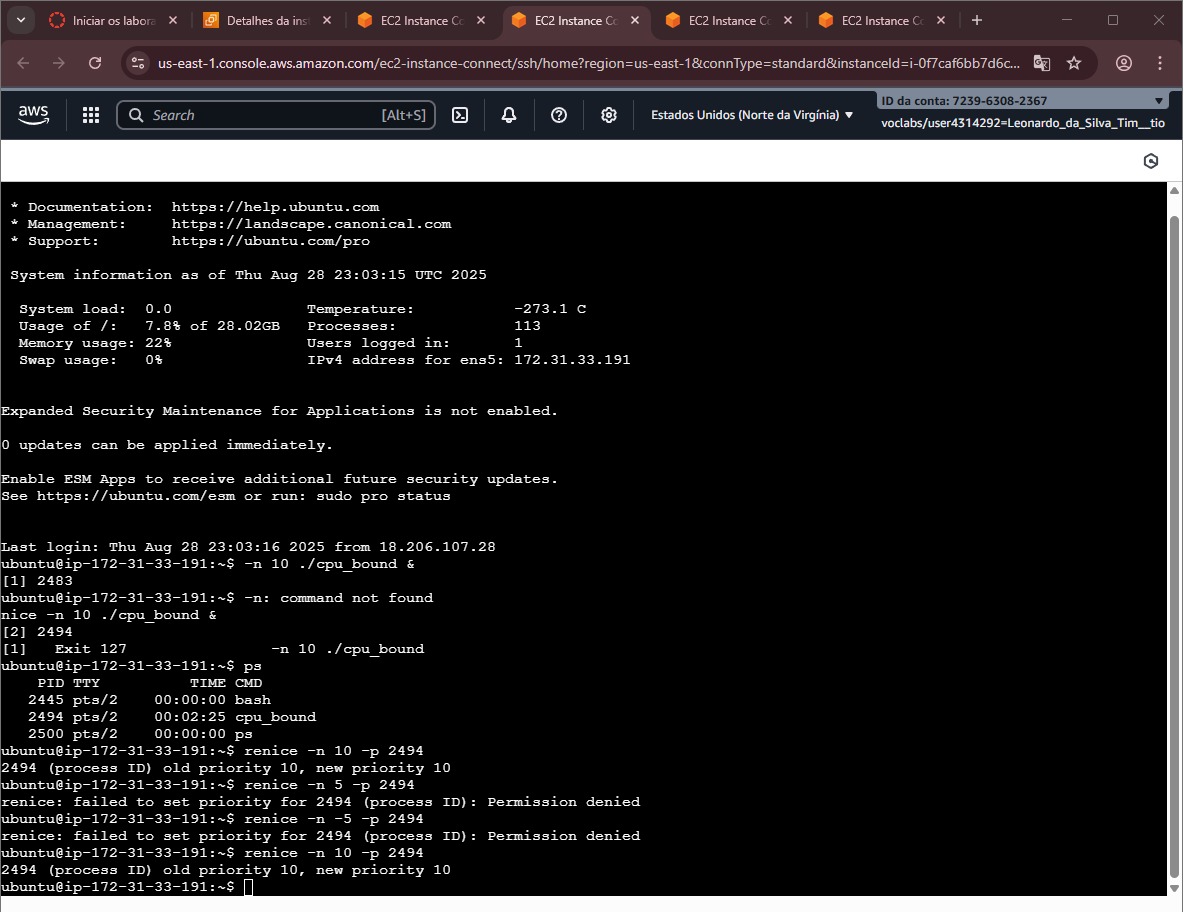 Iniciar os labora
Detalhes da ins
EC2 Instance Co
EC2 Instance Co
EC2 Instance Co
EC2 Instance Co
us-east-1.console.aws.amazon.com/ec2-instance-connect/ssh/home?region=us-east-1&connType=standard&instanceId=i-0f7caf6bb7d6c...
aws
Search
[Alt+S]
Estados Unidos (Norte da Virgínia)
ID da conta: 7239-6308-2367
voclabs/user4314292=Leonardo_da_Silva_Tim__tio
* Documentation:  https://help.ubuntu.com
* Management:     https://landscape.canonical.com
* Support:        https://ubuntu.com/pro
System information as of Thu Aug 28 23:03:15 UTC 2025
System load:  0.0               Temperature:           -273.1 C
Usage of /:   7.8% of 28.02GB   Processes:             113
Memory usage: 22%               Users logged in:       1
Swap usage:   0%                IPv4 address for ens5: 172.31.33.191
Expanded Security Maintenance for Applications is not enabled.
0 updates can be applied immediately.
Enable ESM Apps to receive additional future security updates.
See https://ubuntu.com/esm or run: sudo pro status
Last login: Thu Aug 28 23:03:16 2025 from 18.206.107.28
ubuntu@ip-172-31-33-191:~$ -n 10 ./cpu_bound &
[1] 2483
ubuntu@ip-172-31-33-191:~$ -n: command not found
nice -n 10 ./cpu_bound &
[2] 2494
[1]   Exit 127                -n 10 ./cpu_bound
ubuntu@ip-172-31-33-191:~$ ps
    PID TTY          TIME CMD
   2445 pts/2    00:00:00 bash
   2494 pts/2    00:02:25 cpu_bound
   2500 pts/2    00:00:00 ps
ubuntu@ip-172-31-33-191:~$ renice -n 10 -p 2494
2494 (process ID) old priority 10, new priority 10
ubuntu@ip-172-31-33-191:~$ renice -n 5 -p 2494
renice: failed to set priority for 2494 (process ID): Permission denied
ubuntu@ip-172-31-33-191:~$ renice -n -5 -p 2494
renice: failed to set priority for 2494 (process ID): Permission denied
ubuntu@ip-172-31-33-191:~$ renice -n 10 -p 2494
2494 (process ID) old priority 10, new priority 10
ubuntu@ip-172-31-33-191:~$